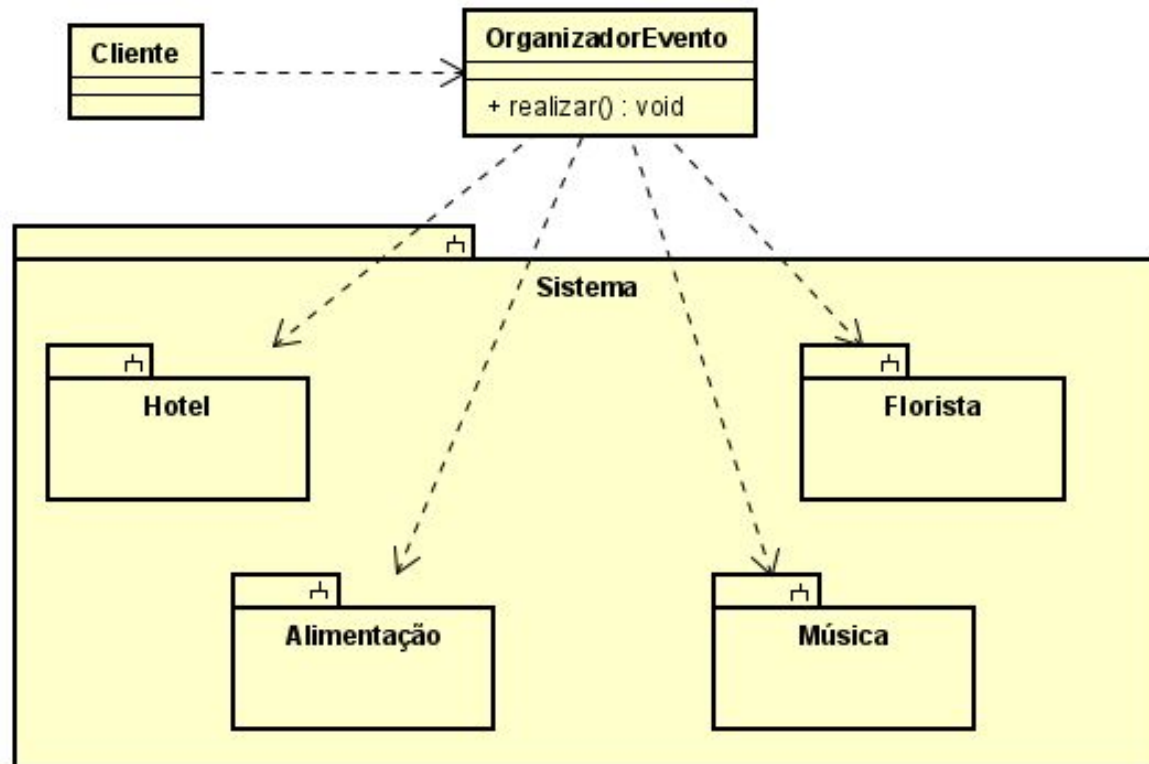 Cliente
OrganizadorEvento
+ realizar() : void
Sistema
Hotel
Florista
Alimentação
Música